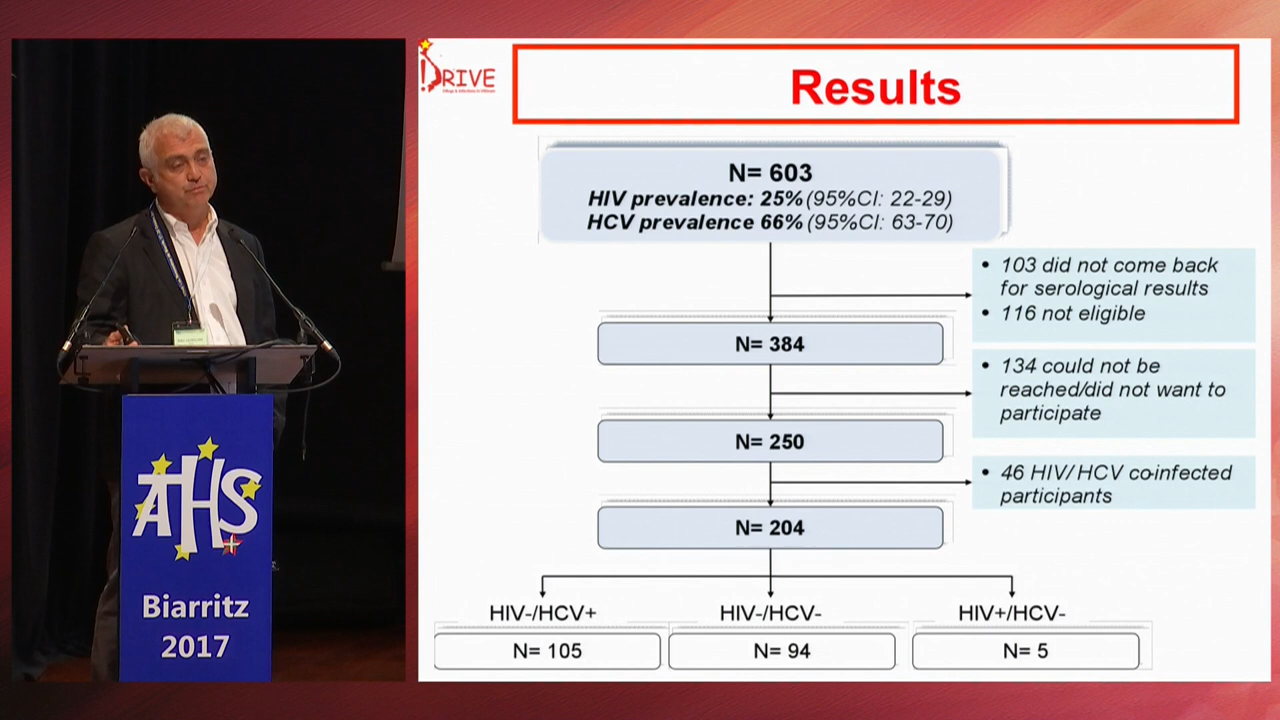 DRIVE
Results
N= 603
HIV prevalence: 25% (95%CI: 22-29)
HCV prevalence 66% (95%CI: 63-70)
• 103 did not come back
for serological results
• 116 not eligible
N= 384
• 134 could not be
reached/did not want to
participate
N= 250
• 46 HIV/HCV co-infected
participants
N= 204
HIV-/HCV+
HIV-/HCV-
HIV+/HCV-
N= 105
N= 94
N= 5
ATHS
Biarritz
2017